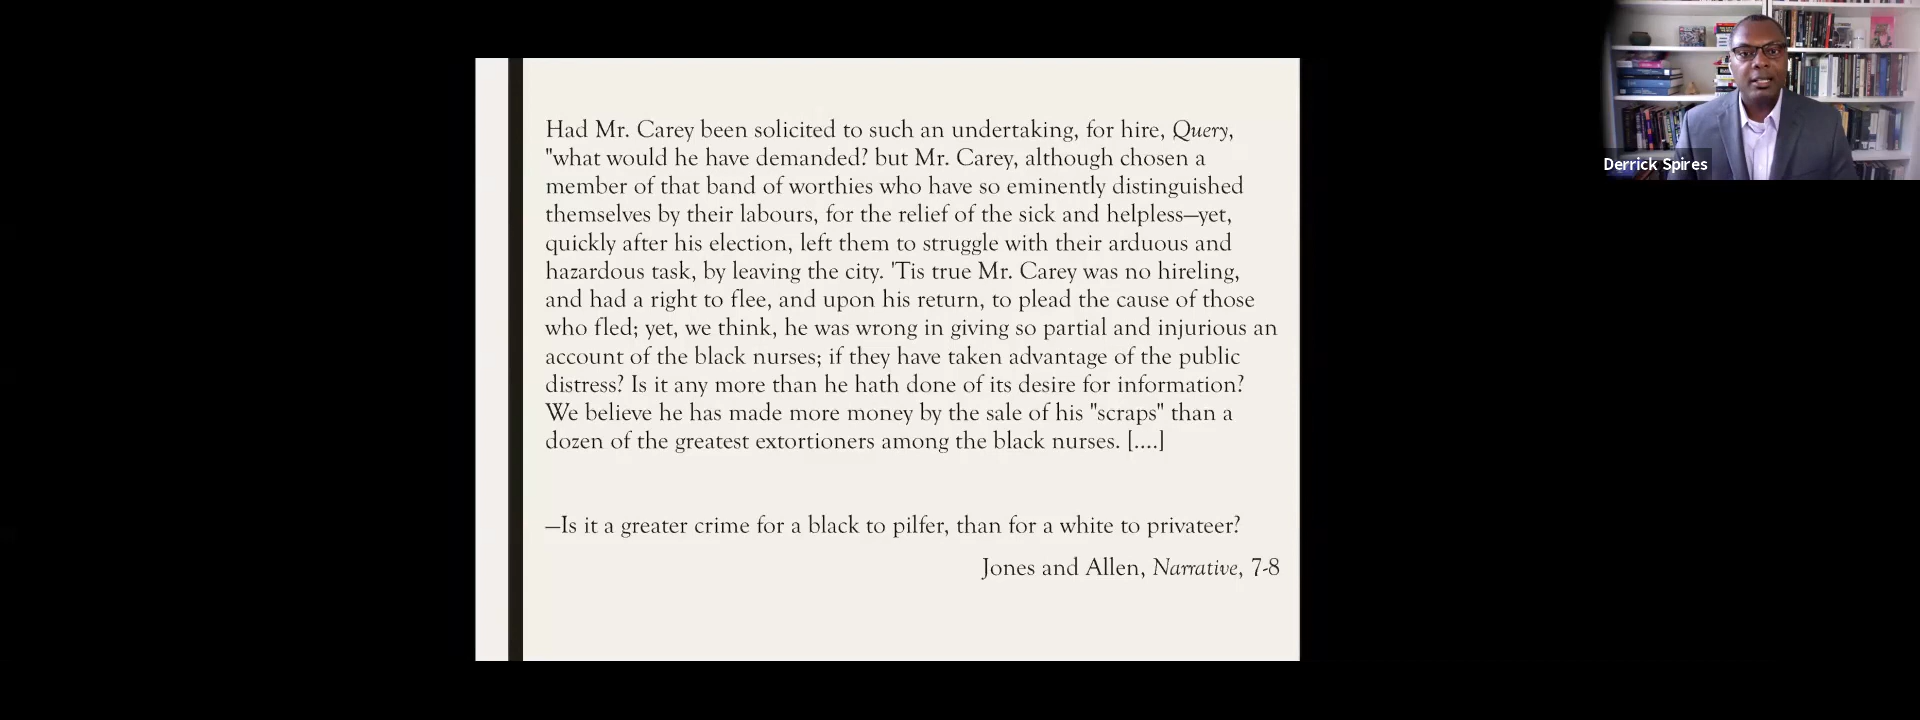 Had Mr. Carey been solicited to such an undertaking, for hire, Query,
"what would he have demanded? but Mr. Carey, although chosen a
member of that band of worthies who have so eminently distinguished
themselves by their labours, for the relief of the sick and helpless—yet,
quickly after his election, left them to struggle with their arduous and
hazardous task, by leaving the city. 'Tis true Mr. Carey was no hireling,
and had a right to flee, and upon his return, to plead the cause of those
who fled; yet, we think, he was wrong in giving so partial and injurious an
account of the black nurses; if they have taken advantage of the public
distress? Is it any more than he hath done of its desire for information?
We believe he has made more money by the sale of his "scraps" than a
dozen of the greatest extortioners among the black nurses. [....]
—Is it a greater crime for a black to pilfer, than for a white to privateer?
Jones and Allen, Narrative, 7-8
Derrick Spires